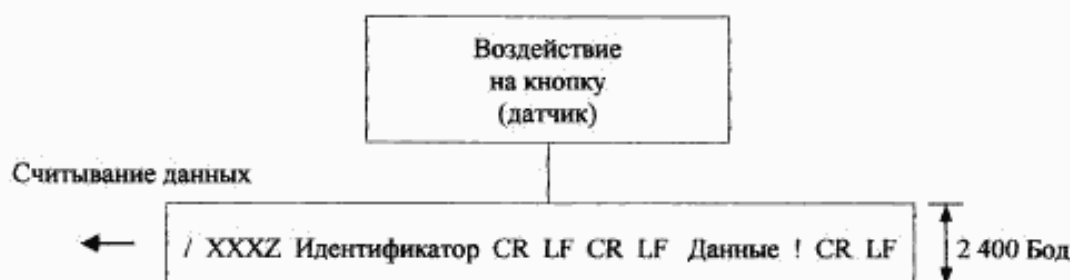 Воздействие
на кнопку
(датчик)
Считывание данных
/ XXXZ Идентификатор CR LF CR LF Данные ! CR LF
2 400 Бод